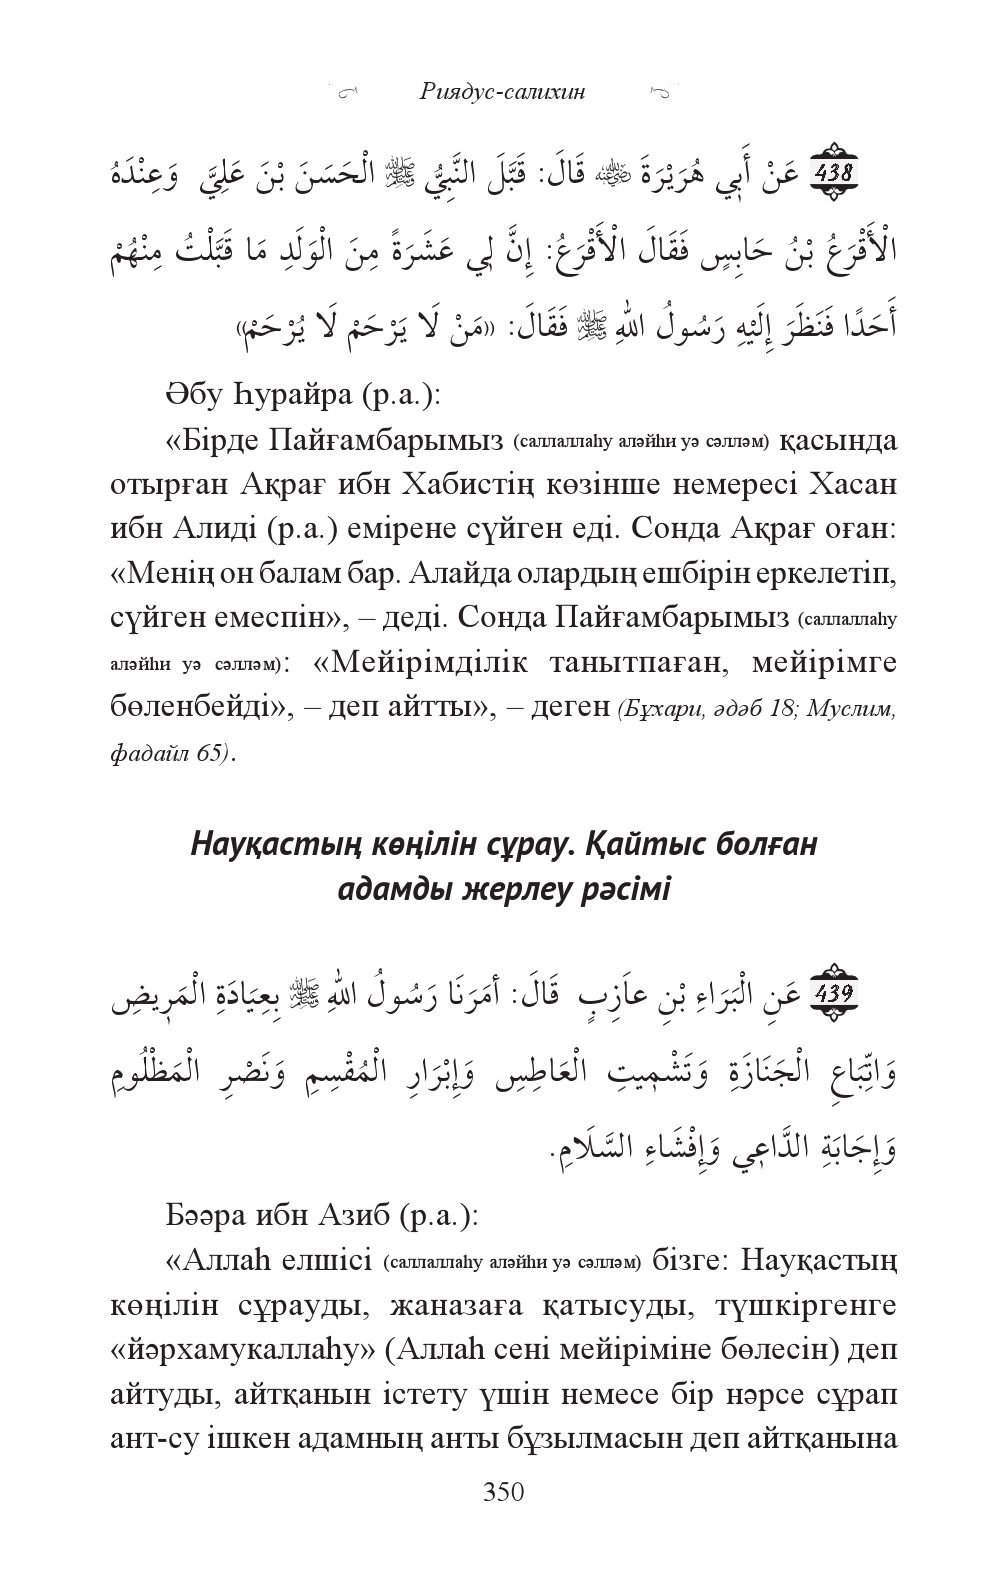 Риядус-салихин
438 عَنْ أَبِي هُرَيْرَةَ ﷺ قَالَ: قَبَّلَ النَّبِيُّ ﷺ الْحَسَنَ بْنَ عَلِيَّ وَعِنْدَهُ
الْأَقْرَعُ بْنُ حَابِسٍ فَقَالَ الْأَقْرَعُ: إِنَّ لِي عَشَرَةً مِنَ الْوَلَدِ مَا قَبَّلْتُ مِنْهُمْ
أَحَدًا فَنَظَرَ إِلَيْهِ رَسُولُ اللهِ ﷺ فَقَالَ: «مَنْ لَا يَرْحَمْ لَا يُرْحَمْ»
Әбу Һурайра (р.а.):
«Бірде Пайғамбарымыз (саллаллаһу аләйһи уә сәлләм) қасында
отырған Ақрағ ибн Хабистің көзінше немересі Хасан
ибн Алиді (р.а.) емірене сүйген еді. Сонда Ақрағ оған:
«Менің он балам бар. Алайда олардың ешбірін еркелетіп,
сүйген емеспін», – деді. Сонда Пайғамбарымыз (саллаллаһу
аләйһи уә сәлләм): «Мейірімділік танытпаған, мейірімге
бөленбейді», – деп айтты», – деген (Бұхари, әдәб 18; Муслим,
фадайл 65).
Науқастың көңілін сұрау. Қайтыс болған
адамды жерлеу рәсімі
439 عَنِ الْبَرَاءِ بْنِ عاَزِبٍ قَالَ: أمَرَنَا رَسُولُ اللهِ ﷺ بِعِيَادَةِ الْمَرِيضِ
وَاتِّبَاعِ الْجَنَازَةِ وَتَشْمِيتِ الْعَاطِسِ وَإِبْرَارِ الْمُقْسِمِ وَنَصْرِ الْمَظْلُومِ
وَإِجَابَةِ الدَّاعِي وَإِفْشَاءِ السَّلَامِ.
Бәәра ибн Азиб (р.а.):
«Аллаһ елшісі (саллаллаһу аләйһи уә сәлләм) бізге: Науқастың
көңілін сұрауды, жаназаға қатысуды, түшкіргенге
«йәрхамукаллаһу» (Аллаһ сені мейіріміне бөлесін) деп
айтуды, айтқанын істету үшін немесе бір нәрсе сұрап
ант-су ішкен адамның анты бұзылмасын деп айтқанына
350